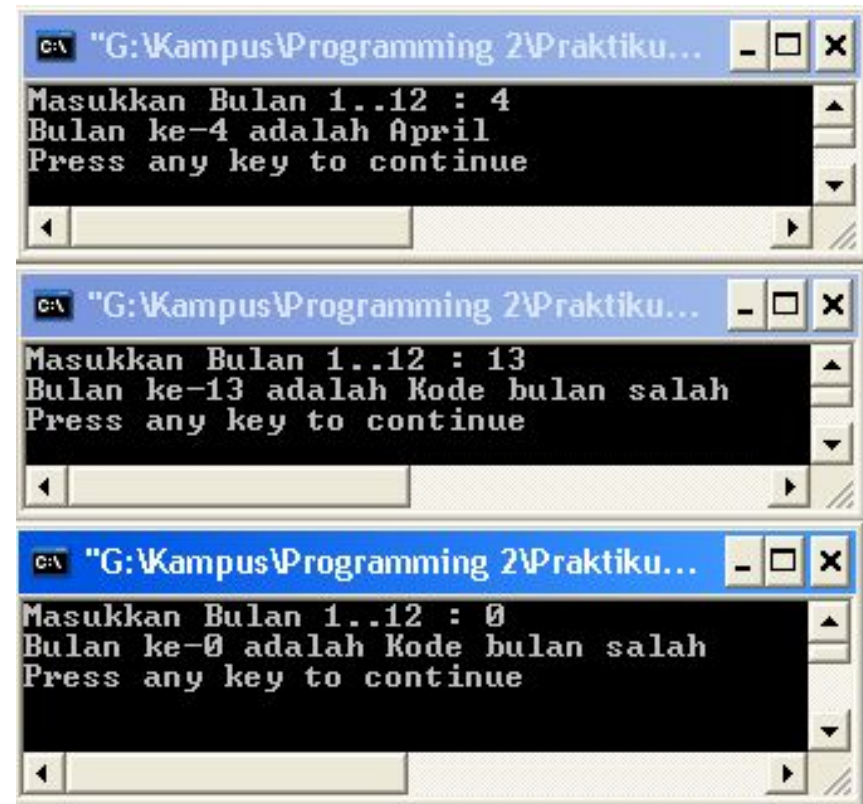 "G:\Kampus\Programming 2\Praktiku...
Masukkan Bulan 1..12 : 4
Bulan ke-4 adalah April
Press any key to continue
"G:\Kampus\Programming 2\Praktiku...
Masukkan Bulan 1..12 : 13
Bulan ke-13 adalah Kode bulan salah
Press any key to continue
"G:\Kampus\Programming 2\Praktiku...
Masukkan Bulan 1..12 : 0
Bulan ke-0 adalah Kode bulan salah
Press any key to continue